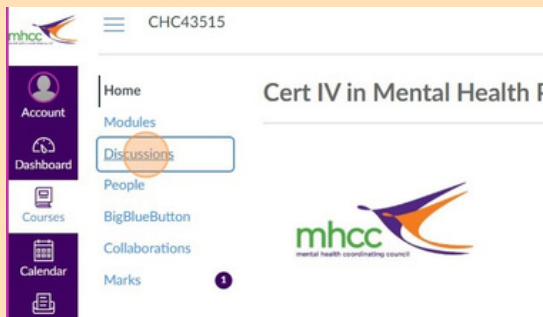 mhcc
CHC43515
Account
Dashboard
Courses
Calendar
Home
Modules
Discussions
People
BigBlueButton
Collaborations
Marks
1
Cert IV in Mental Health
mhcc
mental health coordinating council